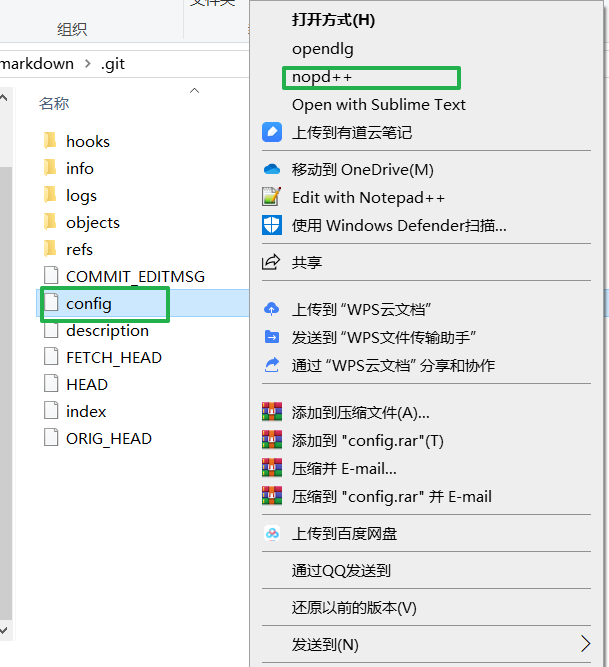 组织
markdown > .git
名称
hooks
info
logs
objects
refs
COMMIT_EDITMSG
config
description
FETCH_HEAD
HEAD
index
ORIG_HEAD
打开方式(H)
opendlg
nopd++
Open with Sublime Text
上传到有道云笔记
移动到 OneDrive(M)
Edit with Notepad++
使用 Windows Defender扫描...
共享
上传到 “WPS云文档”
发送到 “WPS文件传输助手”
通过 “WPS云文档” 分享和协作
添加到压缩文件(A)...
添加到 "config.rar"(T)
压缩并 E-mail...
压缩到 "config.rar" 并 E-mail
上传到百度网盘
通过QQ发送到
还原以前的版本(V)
发送到(N)